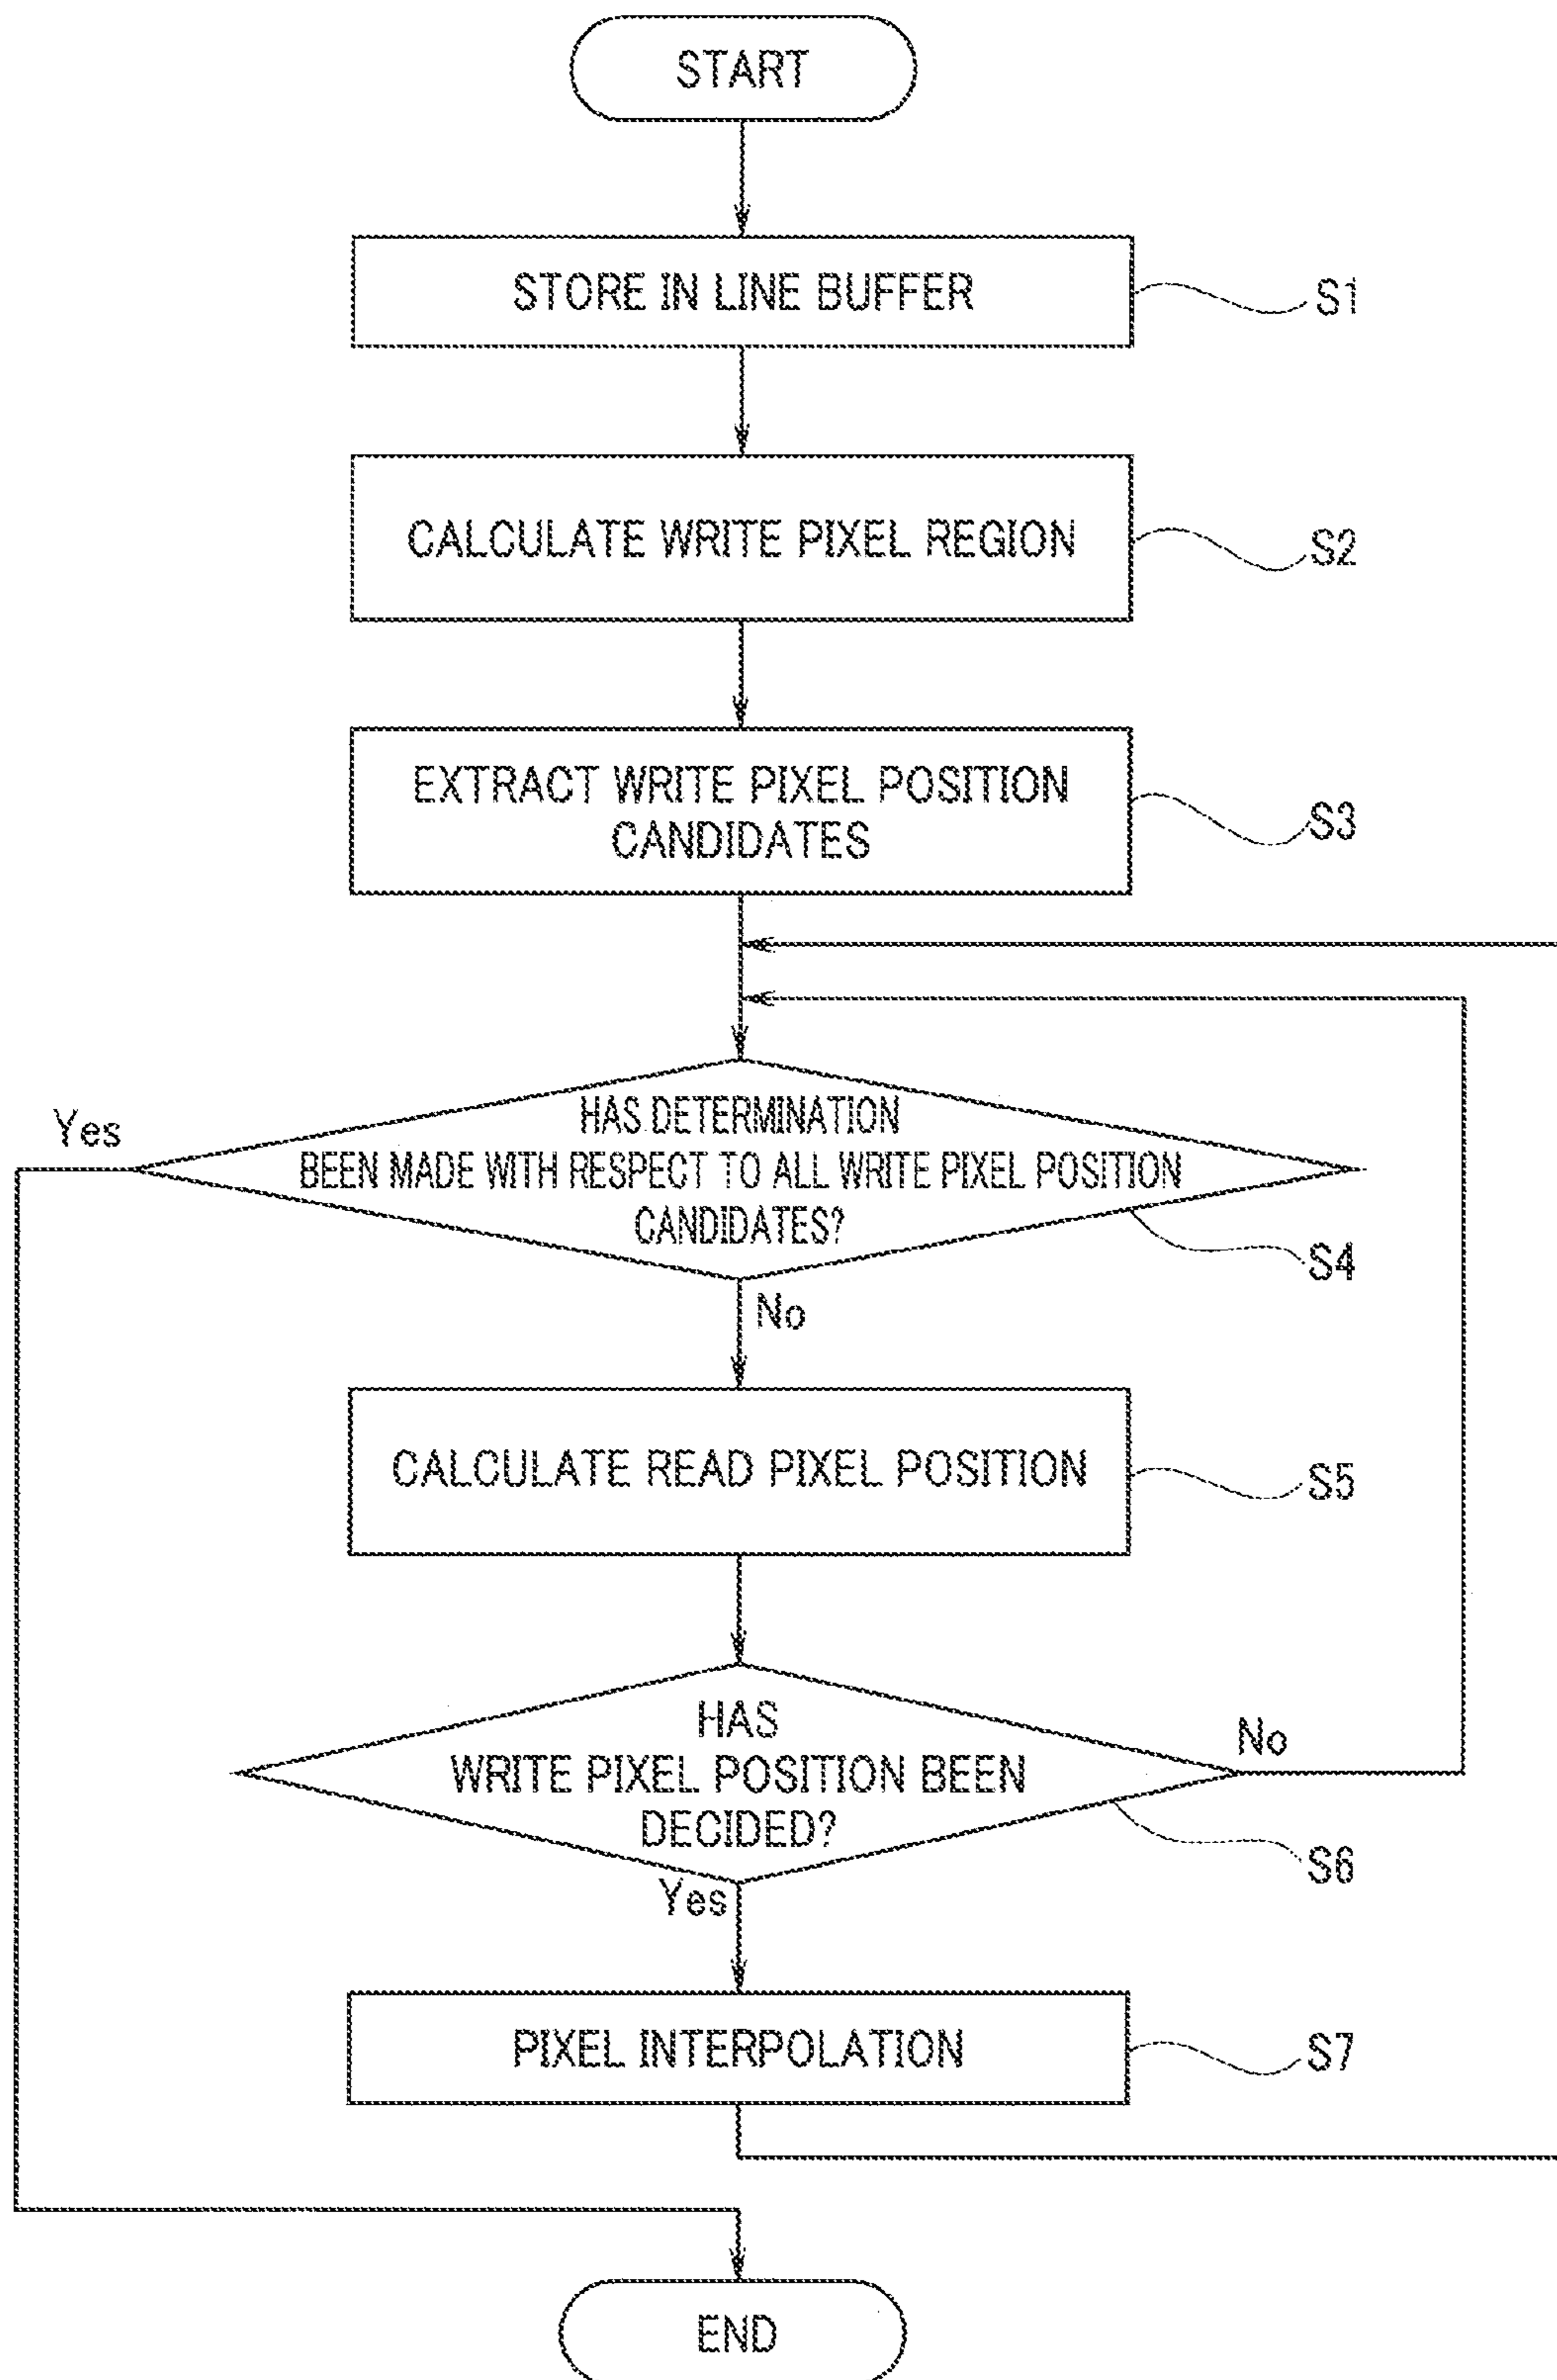 START
STORE IN LINE BUFFER
S1
CALCULATE WRITE PIXEL REGION
S2
EXTRACT WRITE PIXEL POSITION
CANDIDATES
S3
Yes
HAS DETERMINATION
BEEN MADE WITH RESPECT TO ALL WRITE PIXEL POSITION
CANDIDATES?
S4
No
CALCULATE READ PIXEL POSITION
S5
HAS
WRITE PIXEL POSITION BEEN
DECIDED?
No
S6
Yes
PIXEL INTERPOLATION
S7
END